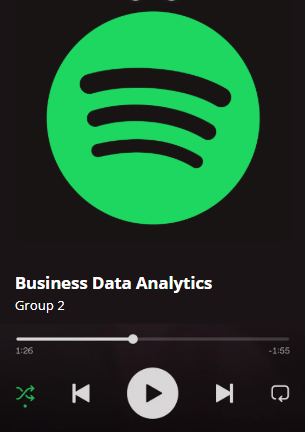 Business Data Analytics
Group 2
1:26 -1:55